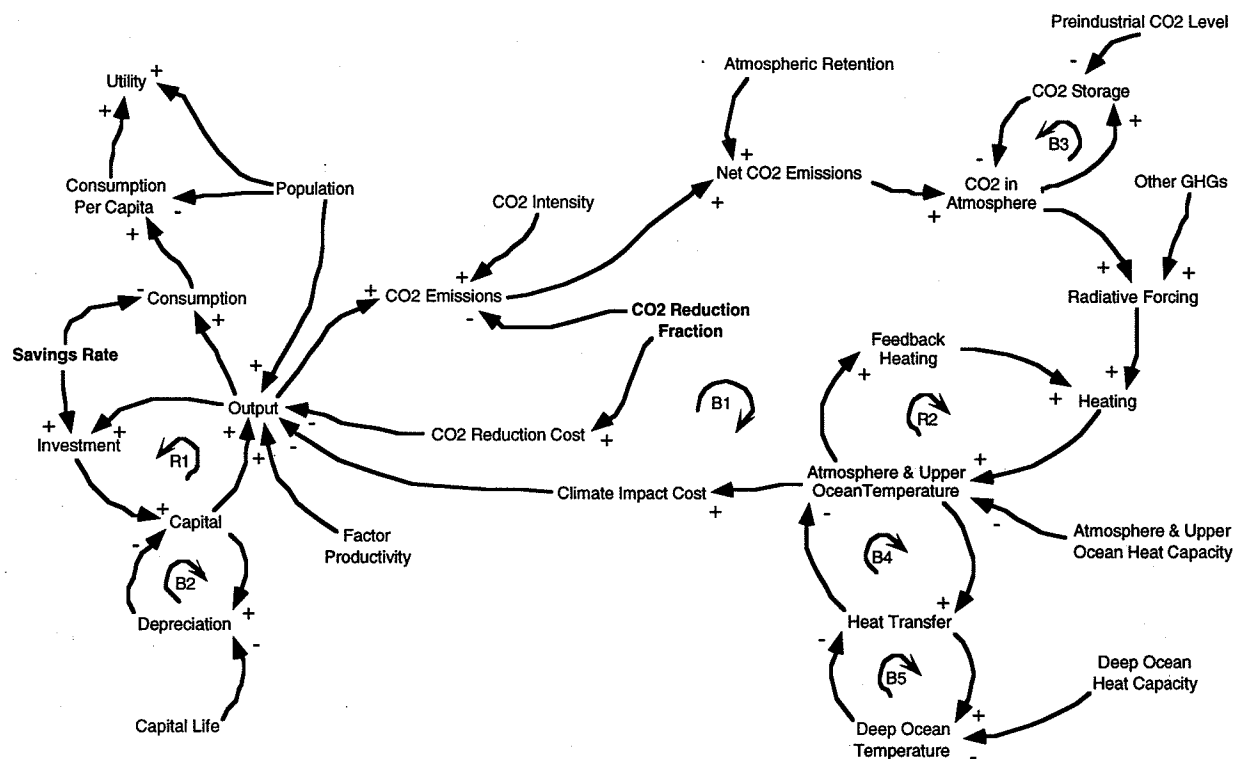 Preindustrial CO2 Level
-
Utility
+
Atmospheric Retention
CO2 Storage
+
+
B3
Consumption
Per Capita
-
Population
+
Net CO2 Emissions
+
-
CO2 in
Atmosphere
+
Other GHGs
CO2 Intensity
+
-
Consumption
+
+
CO2 Emissions
+
-
CO2 Reduction
Fraction
+
+
Radiative Forcing
Savings Rate
+
Feedback
Heating
+
+
+
Heating
Output
-
B1
R2
+
Investment
+
R1
+
+
-
CO2 Reduction Cost
+
+
Atmosphere & Upper
OceanTemperature
-
-
Climate Impact Cost
+
+
Capital
-
Factor
Productivity
B4
Atmosphere & Upper
Ocean Heat Capacity
B2
Depreciation
+
-
+
Heat Transfer
-
B5
Deep Ocean
Heat Capacity
Capital Life
+
Deep Ocean
Temperature
-